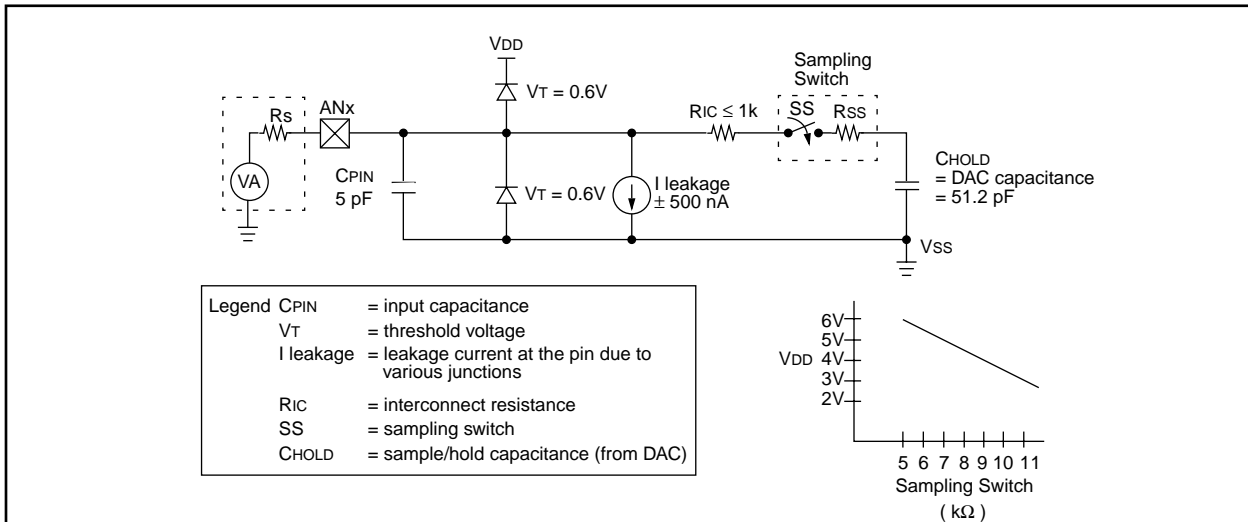 VDD
Sampling
Switch
VT = 0.6V
RIC ≤ 1k
SS
RSS
Rs
ANx
VA
CPIN
5 pF
VT = 0.6V
I leakage
± 500 nA
CHOLD
= DAC capacitance
= 51.2 pF
VSS
Legend CPIN = input capacitance
VT = threshold voltage
I leakage = leakage current at the pin due to
various junctions
RIC = interconnect resistance
SS = sampling switch
CHOLD = sample/hold capacitance (from DAC)
6V
5V
VDD 4V
3V
2V
5 6 7 8 9 10 11
Sampling Switch
( kΩ )